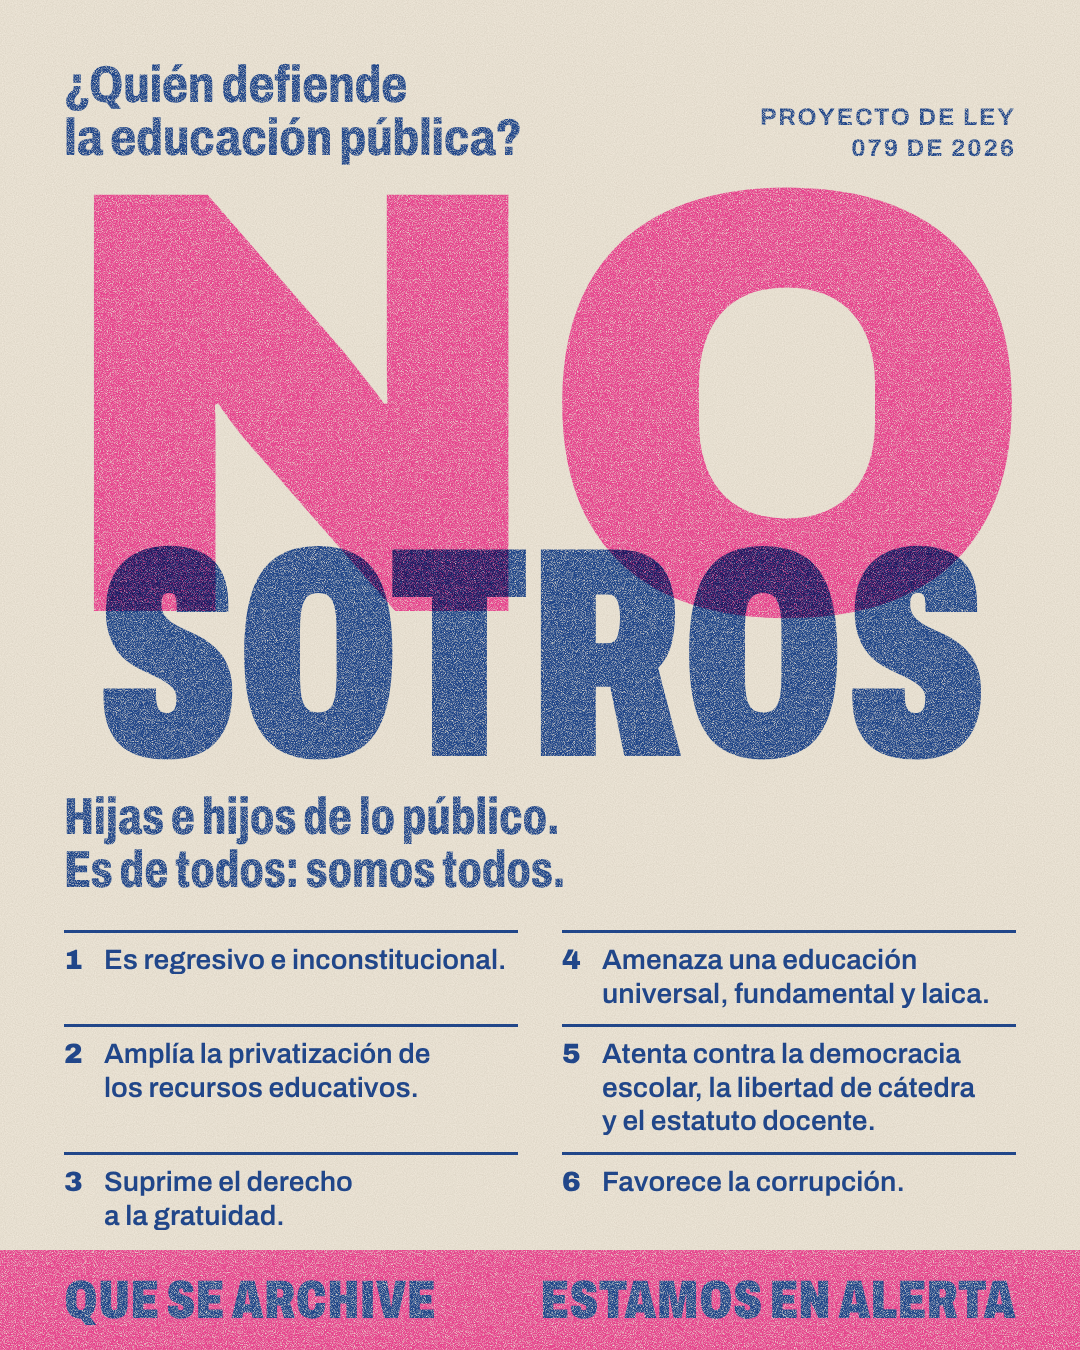 ¿Quién defiende
la educación pública?
PROYECTO DE LEY
079 DE 2026
NO
SOTROS
Hijas e hijos de lo público.
Es de todos: somos todos.
1 Es regresivo e inconstitucional.
2 Amplía la privatización de
los recursos educativos.
3 Suprime el derecho
a la gratuidad.
4 Amenaza una educación
universal, fundamental y laica.
5 Atenta contra la democracia
escolar, la libertad de cátedra
y el estatuto docente.
6 Favorece la corrupción.
QUE SE ARCHIVE
ESTAMOS EN ALERTA